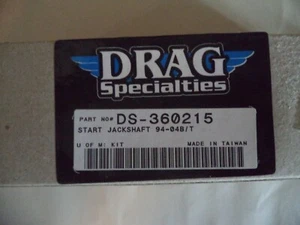 DRAG
Specialties
PART NO# DS-360215
START JACKSHAFT 94-04B/T
U OF M: KIT MADE IN TAIWAN